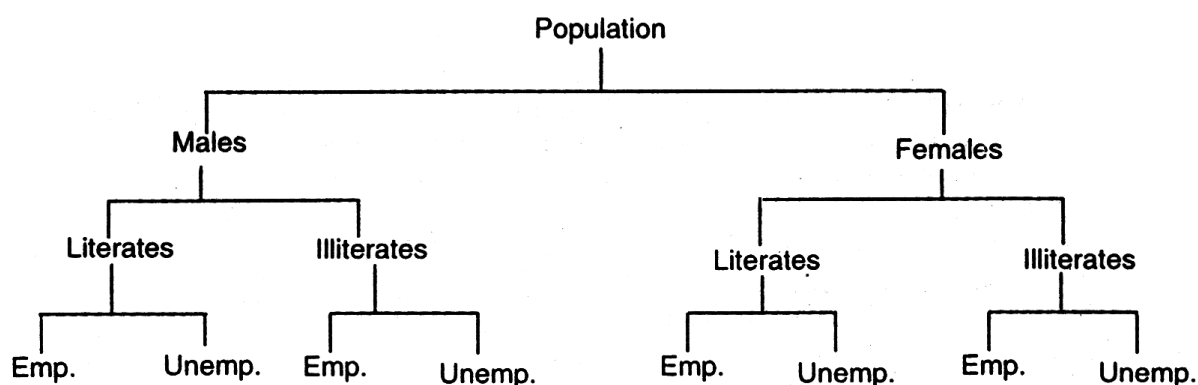 Population
Males Females
Literates Illiterates Literates Illiterates
Emp. Unemp. Emp. Unemp. Emp. Unemp. Emp. Unemp.